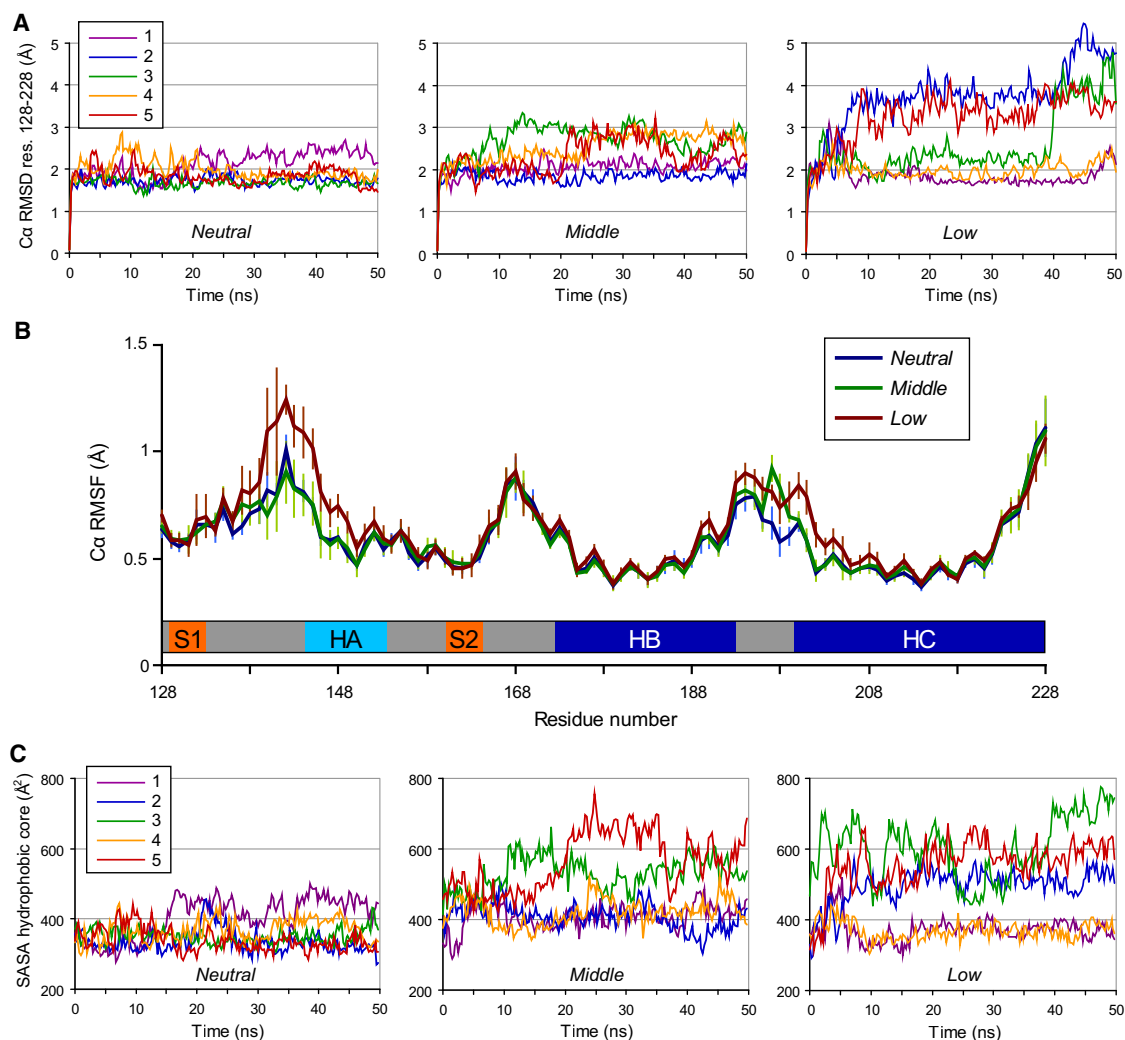 A
Cα RMSD res. 128-228 (Å)
1
2
3
4
5
5
4
3
2
1
0
0 10 20 30 40 50
Time (ns)
Neutral
5
4
3
2
1
0
0 10 20 30 40 50
Time (ns)
Middle
5
4
3
2
1
0
0 10 20 30 40 50
Time (ns)
Low
B
Cα RMSF (Å)
1.5
1
0.5
0
Neutral
Middle
Low
S1 HA S2 HB HC
128 148 168 188 208 228
Residue number
C
SASA hydrophobic core (Å²)
1
2
3
4
5
800
600
400
200
0 10 20 30 40 50
Time (ns)
Neutral
800
600
400
200
0 10 20 30 40 50
Time (ns)
Middle
800
600
400
200
0 10 20 30 40 50
Time (ns)
Low